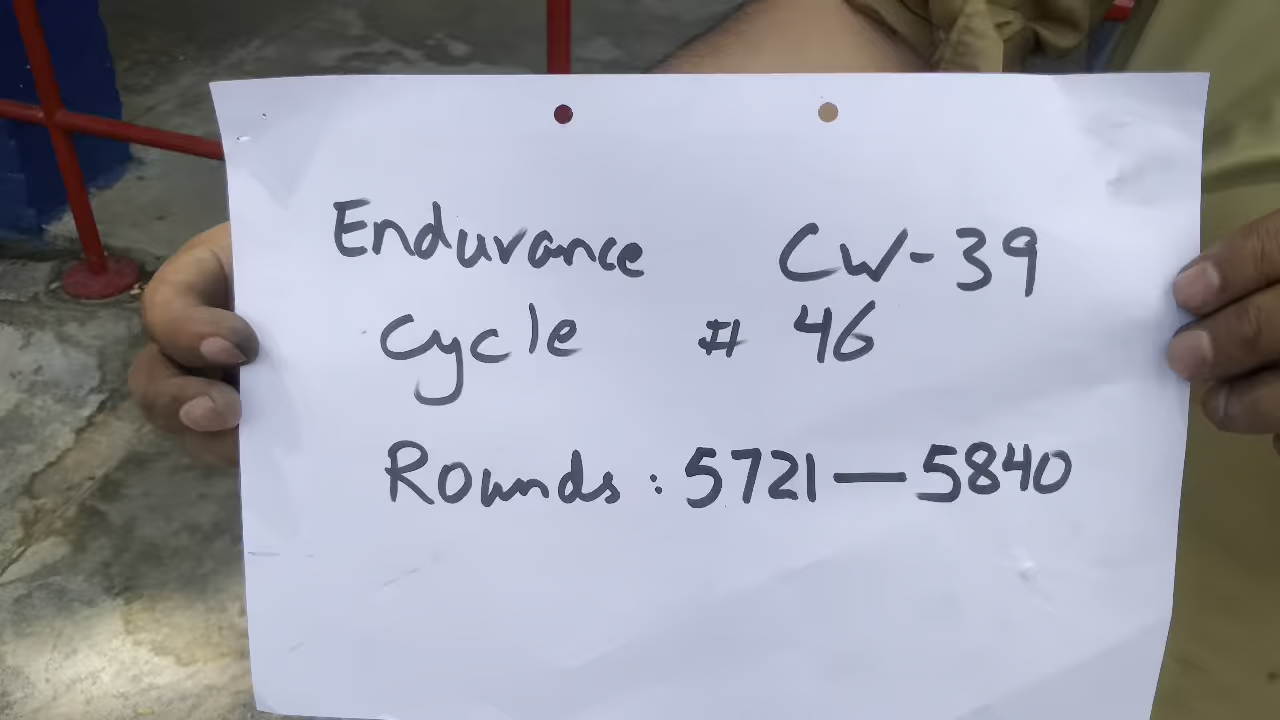 Endurance CW-39
Cycle # 46
Rounds : 5721 — 5840